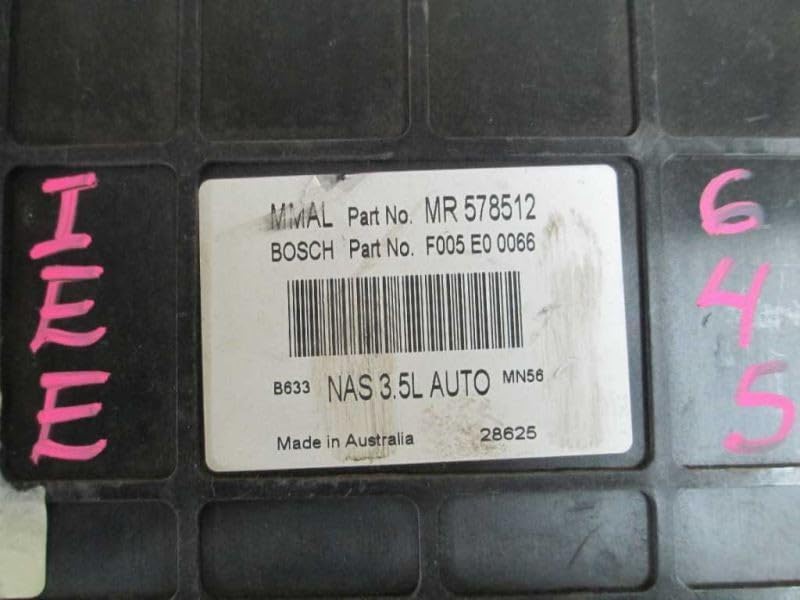 MMAL Part No. MR 578512
BOSCH Part No. F005 E0 0066
B633 NAS 3.5L AUTO MN56
Made in Australia 28625
IEE
645